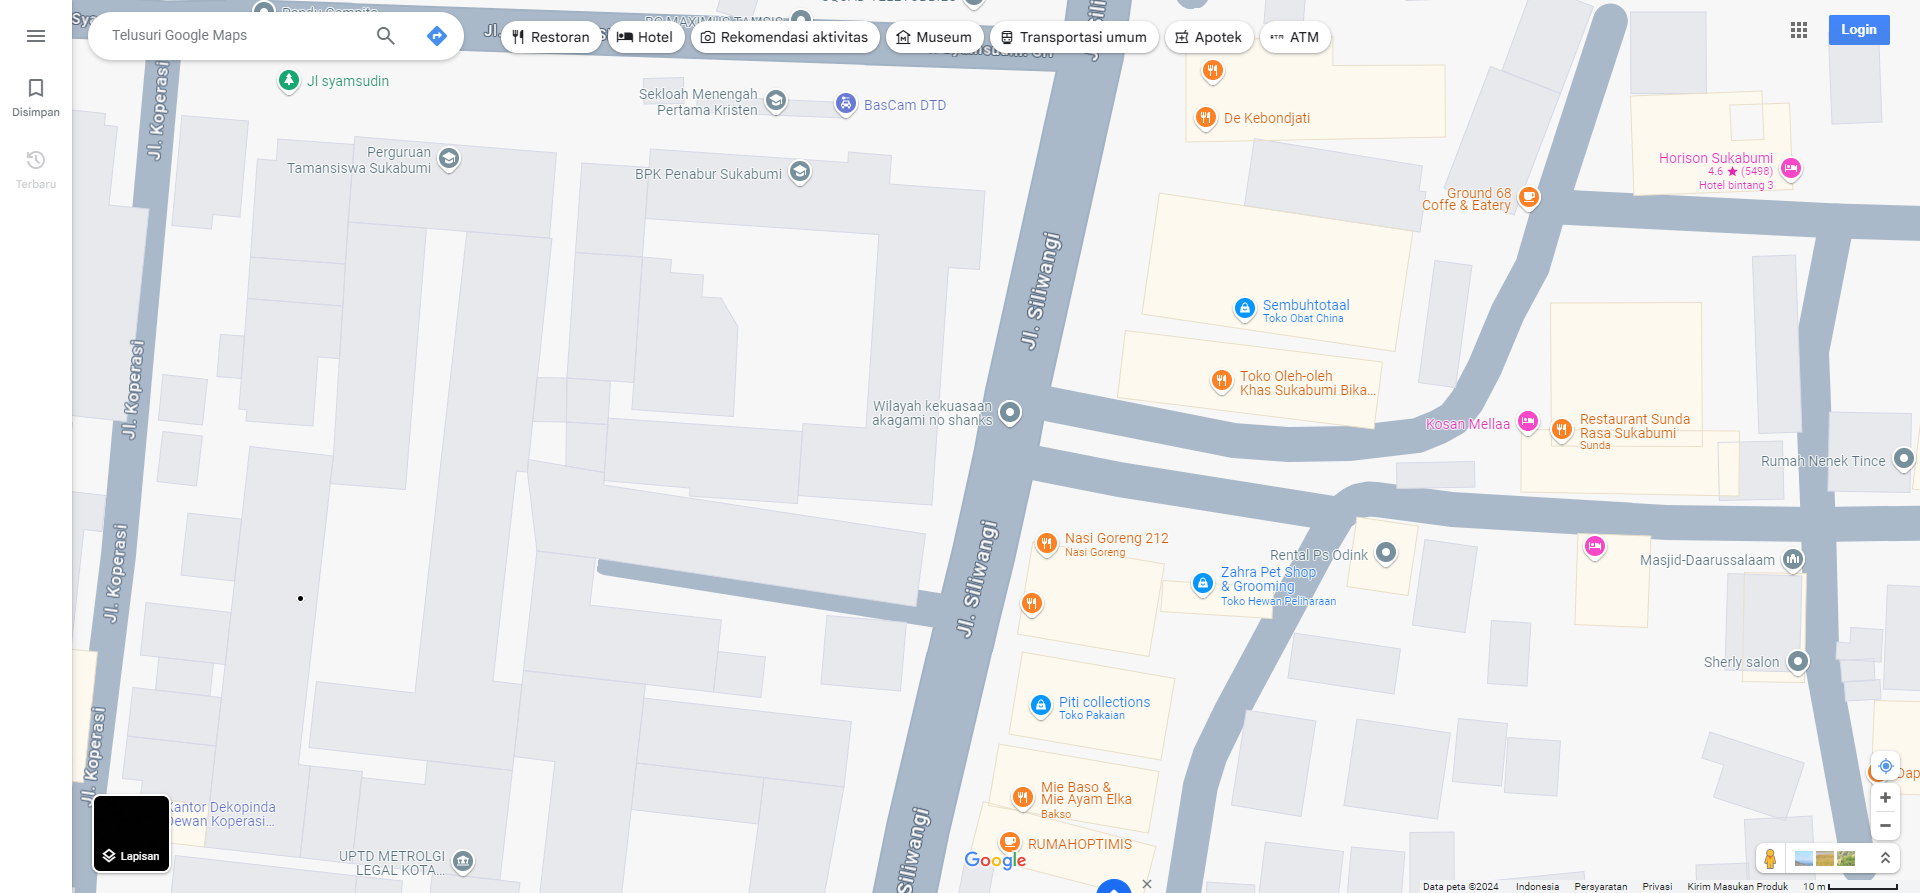 Telusuri Google Maps
Restoran
Hotel
Rekomendasi aktivitas
Museum
Transportasi umum
Apotek
ATM
Login
Disimpan
Terbaru
Jl syamsudin
Sekloah Menengah
Pertama Kristen
BasCam DTD
De Kebondjati
Perguruan
Tamansiswa Sukabumi
BPK Penabur Sukabumi
Horison Sukabumi
4.6 ★ (5498)
Hotel bintang 3
Ground 68
Coffe & Eatery
Jl. Koperasi
Jl. Siliwangi
Sembuhtotaal
Toko Obat China
Jl. Koperasi
Toko Oleh-oleh
Khas Sukabumi Bika...
Wilayah kekuasaan
akagami no shanks
Kosan Mellaa
Restaurant Sunda
Rasa Sukabumi
Sunda
Rumah Nenek Tince
Nasi Goreng 212
Nasi Goreng
Rental Ps Odink
Masjid-Daarussalaam
Zahra Pet Shop
& Grooming
Toko Hewan Peliharaan
Jl. Koperasi
Jl. Siliwangi
Sherly salon
Piti collections
Toko Pakaian
Jl. Koperasi
Mie Baso &
Mie Ayam Elka
Bakso
Kantor Dekopinda
Dewan Koperasi...
Siliwangi
RUMAHOPTIMIS
Lapisan
UPTD METROLGI
LEGAL KOTA...
Google
Dap
Data peta ©2024
Indonesia
Persyaratan
Privasi
Kirim Masukan Produk
10 m